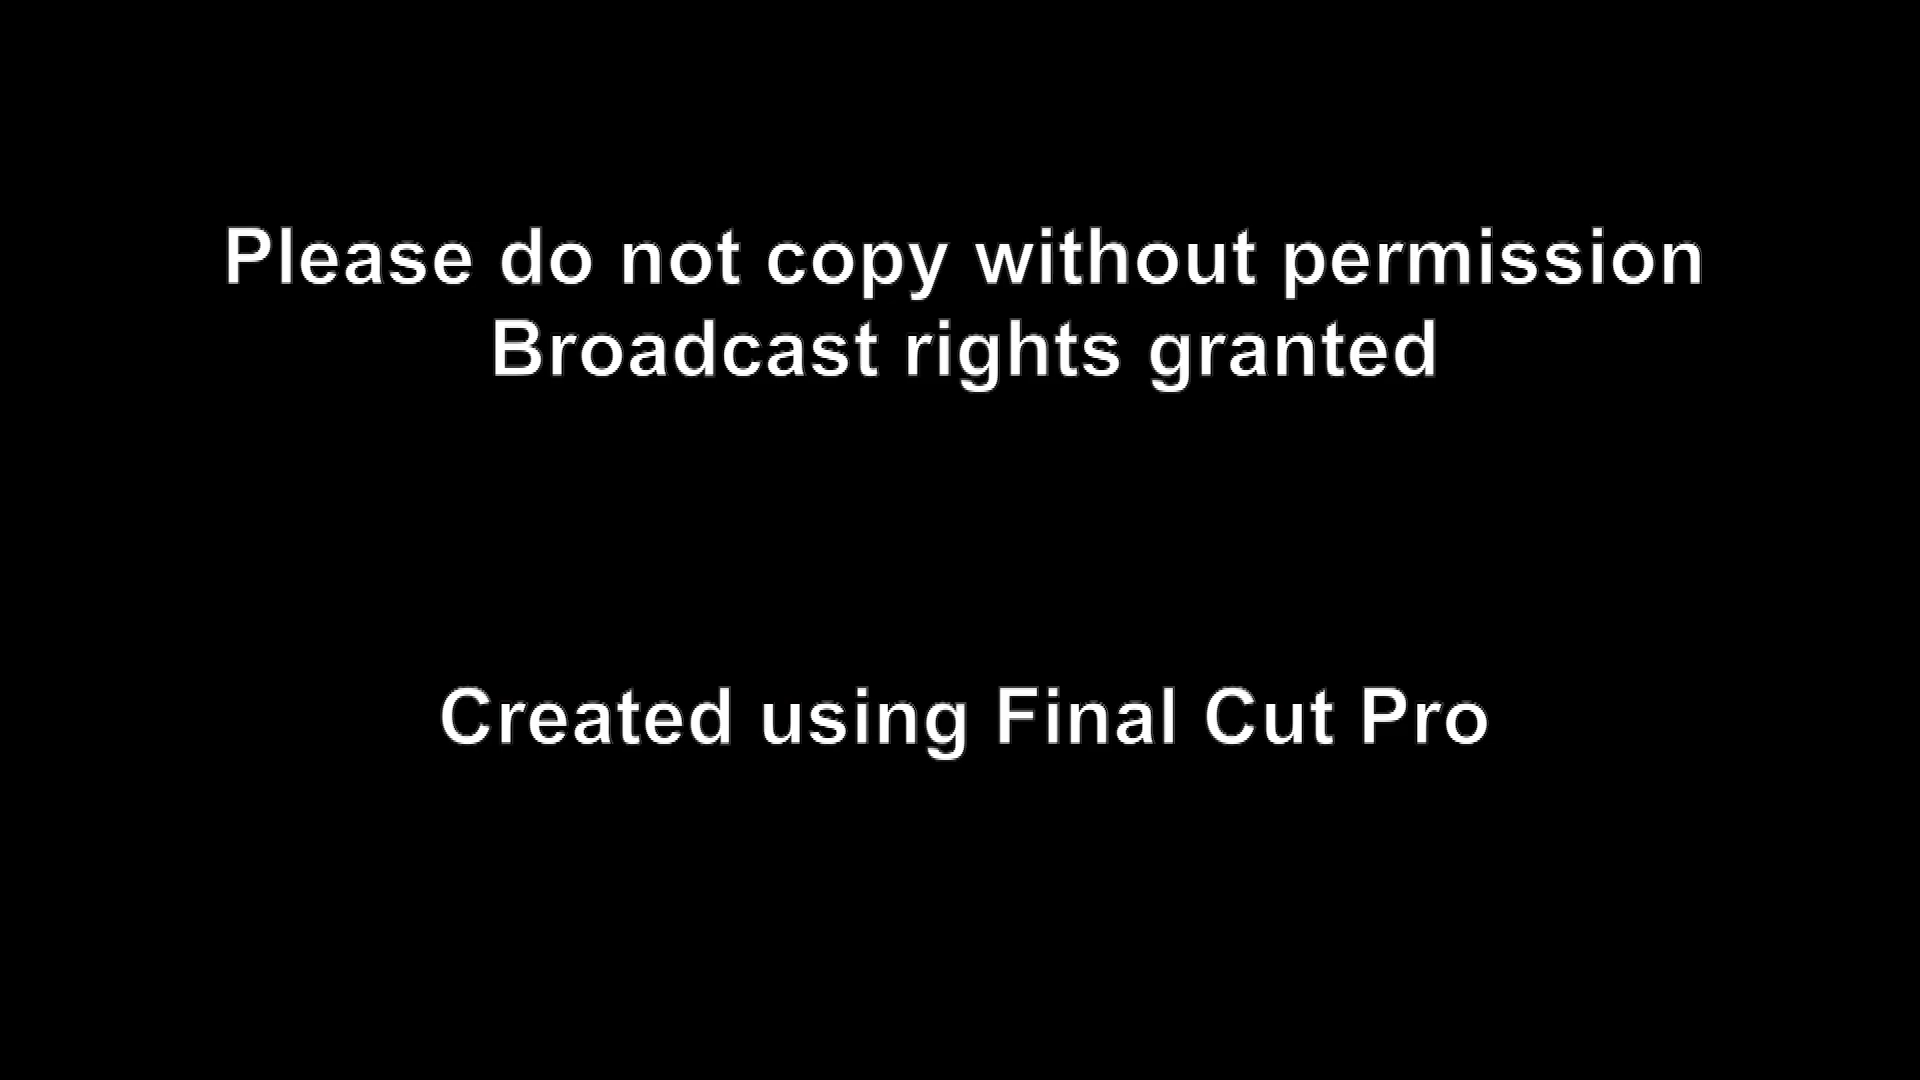 Please do not copy without permission
Broadcast rights granted
Created using Final Cut Pro